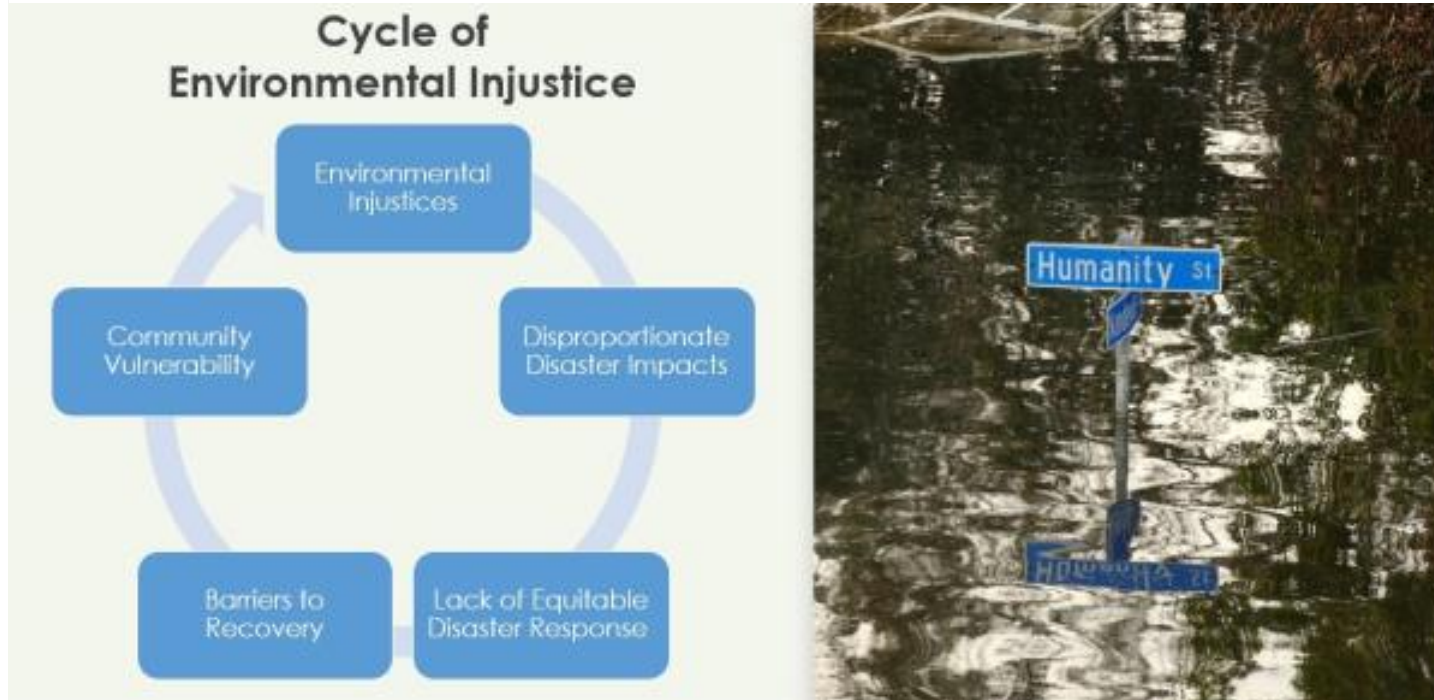 Cycle of
Environmental Injustice
Environmental
Injustices
Community
Vulnerability
Disproportionate
Disaster Impacts
Barriers to
Recovery
Lack of Equitable
Disaster Response
Humanity St